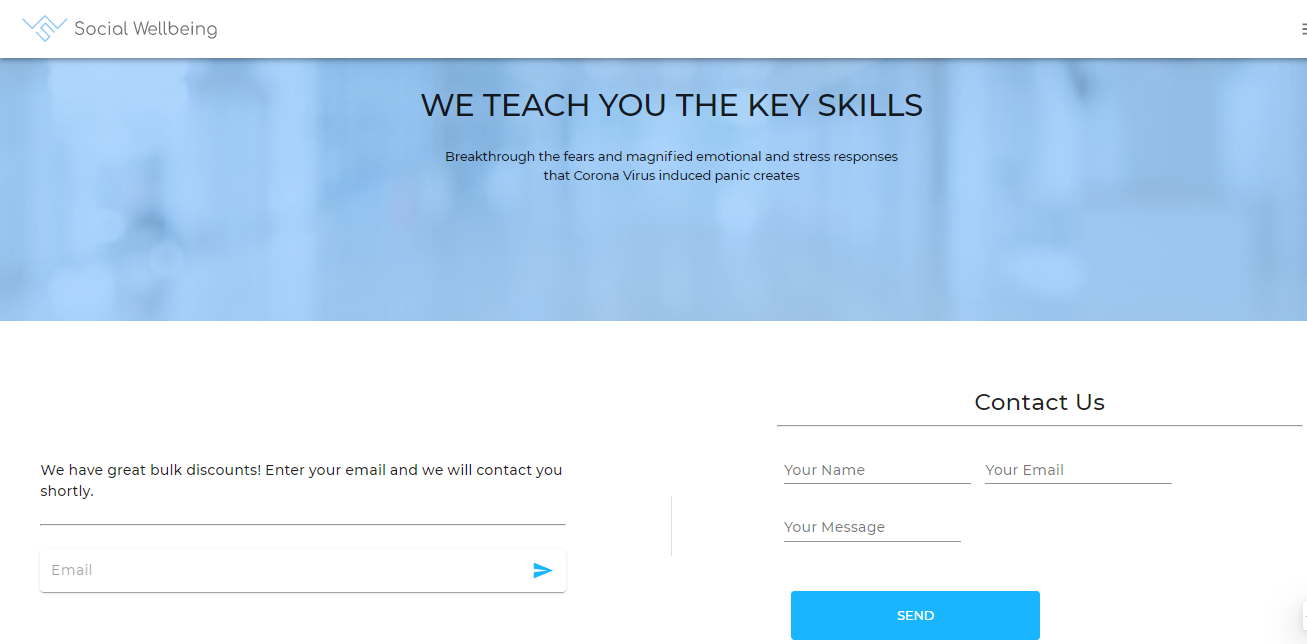 Social Wellbeing
WE TEACH YOU THE KEY SKILLS
Breakthrough the fears and magnified emotional and stress responses
that Corona Virus induced panic creates
We have great bulk discounts! Enter your email and we will contact you
shortly.
Email
Contact Us
Your Name
Your Email
Your Message
SEND